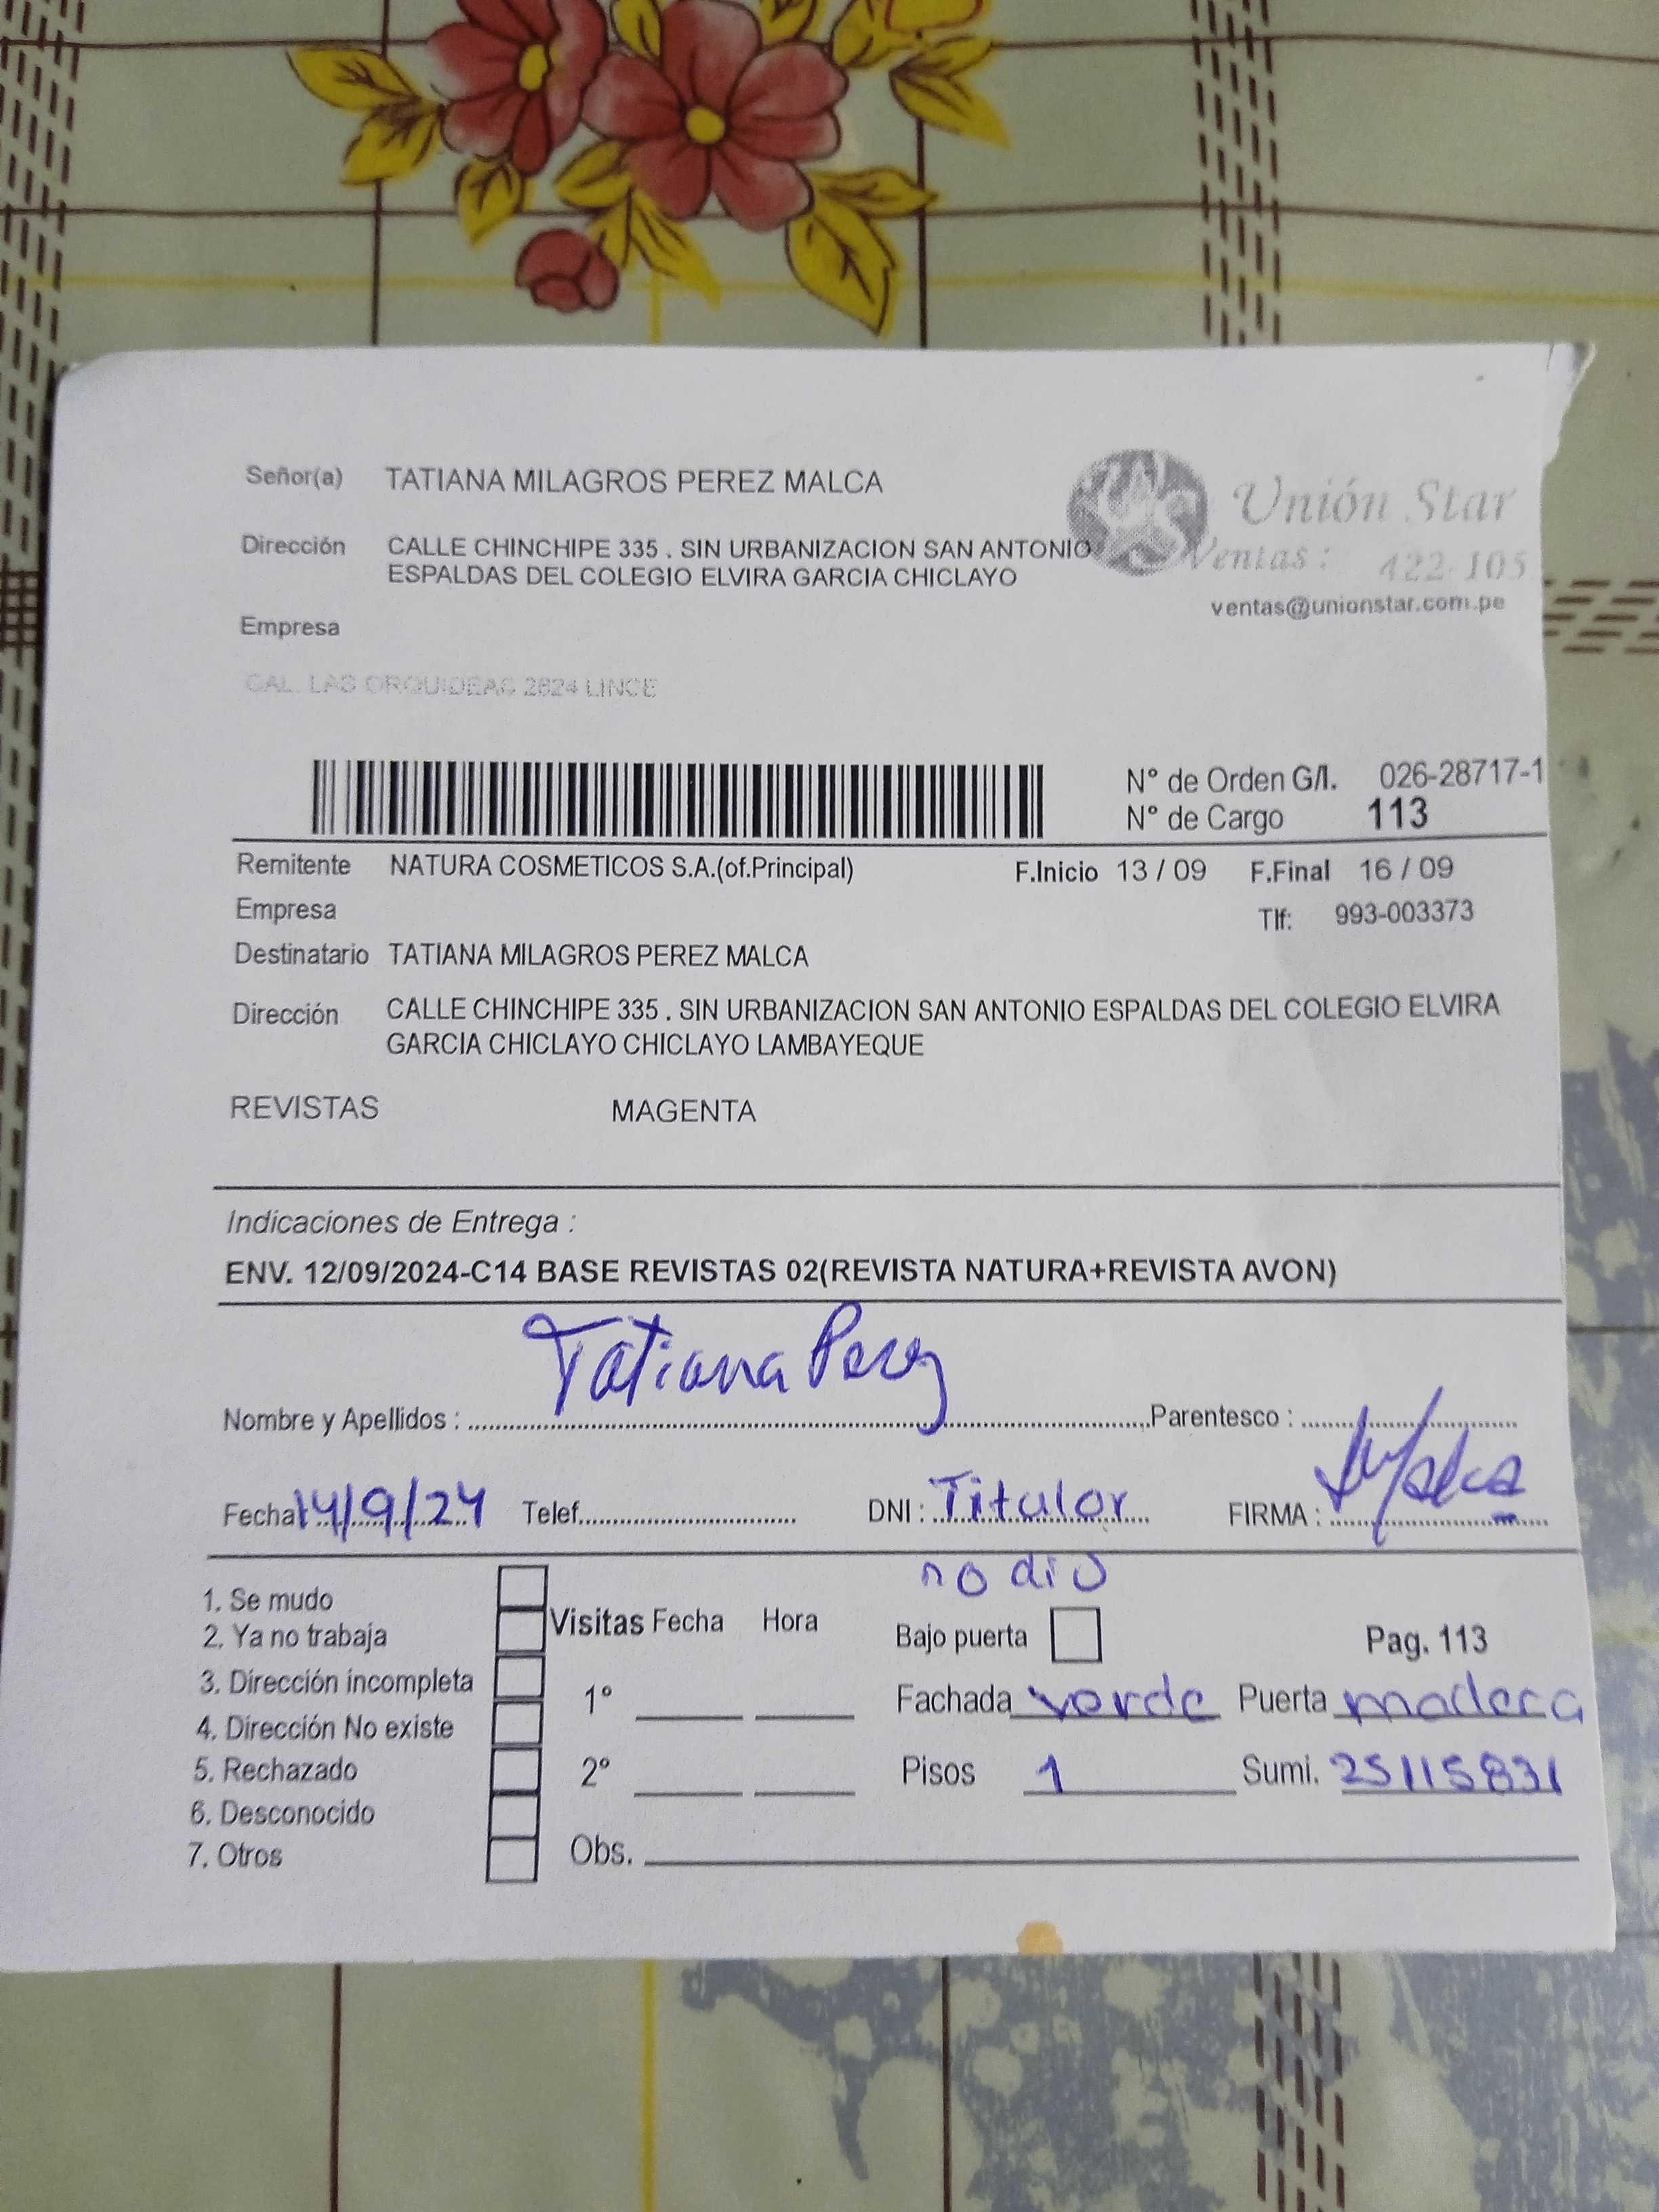 Señor(a) TATIANA MILAGROS PEREZ MALCA
Unión Star
Dirección CALLE CHINCHIPE 335 . SIN URBANIZACION SAN ANTONIO
ESPALDAS DEL COLEGIO ELVIRA GARCIA CHICLAYO
Ventas : 422-105
ventas@unionstar.com.pe
Empresa
CAL. LAS ORQUIDEAS 2824 LINCE
N° de Orden G/I. 026-28717-1
N° de Cargo 113
Remitente NATURA COSMETICOS S.A.(of.Principal) F.Inicio 13 / 09 F.Final 16 / 09
Empresa Tlf: 993-003373
Destinatario TATIANA MILAGROS PEREZ MALCA
Dirección CALLE CHINCHIPE 335 . SIN URBANIZACION SAN ANTONIO ESPALDAS DEL COLEGIO ELVIRA
GARCIA CHICLAYO CHICLAYO LAMBAYEQUE
REVISTAS MAGENTA
Indicaciones de Entrega :
ENV. 12/09/2024-C14 BASE REVISTAS 02(REVISTA NATURA+REVISTA AVON)
Nombre y Apellidos : Tatiana Perez Parentesco :
Fecha 14/9/24 Telef. DNI : Titular FIRMA :
no dio
1. Se mudo
2. Ya no trabaja Visitas Fecha Hora Bajo puerta Pag. 113
3. Dirección incompleta 1° Fachada verde Puerta madera
4. Dirección No existe
5. Rechazado 2° Pisos 1 Sumi. 25115831
6. Desconocido
7. Otros Obs.